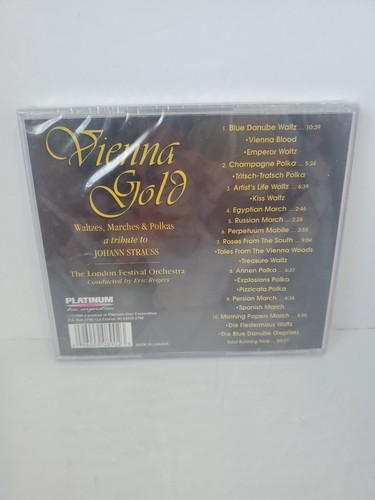 Vienna
Gold
Waltzes, Marches & Polkas
a tribute to
JOHANN STRAUSS
The London Festival Orchestra
Conducted by Eric Rogers
PLATINUM
disc corporation
1. Blue Danube Waltz ... 10:39
• Vienna Blood
• Emperor Waltz
2. Champagne Polka ... 5:24
• Tritsch-Tratsch Polka
3. Artist's Life Waltz ... 6:39
• Kiss Waltz
4. Egyptian March ... 2:46
5. Russian March ... 2:28
6. Perpetuum Mobile ... 2:55
7. Roses From The South ... 9:04
• Tales From The Vienna Woods
• Treasure Waltz
8. Annen Polka ... 6:37
• Explosions Polka
• Pizzicata Polka
9. Persian March ... 4:38
• Spanish March
10. Morning Papers March ...
• Die Fledermaus Waltz
• The Blue Danube (Reprise)
Total Running Time ...